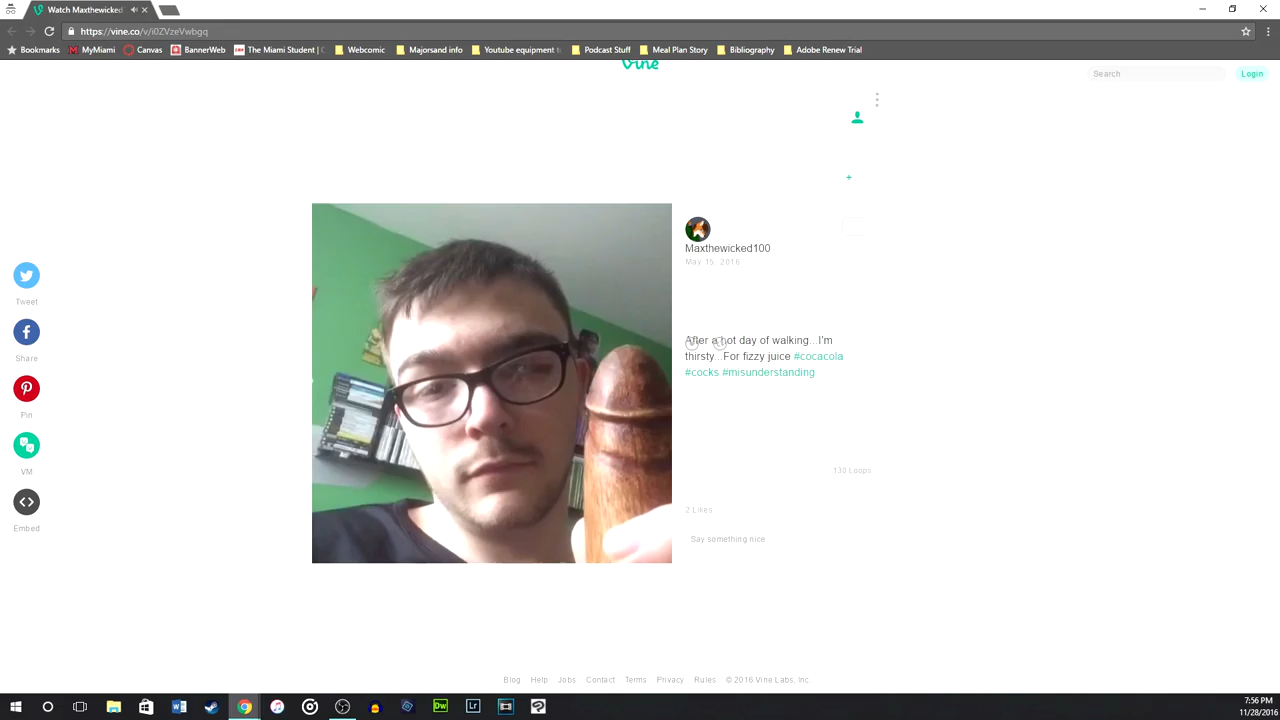 Watch Maxthewicked
https://vine.co/v/i0ZVzeVwbgq
Bookmarks MyMiami Canvas BannerWeb The Miami Student | C Webcomic Majorsand info Youtube equipment t Podcast Stuff Meal Plan Story Bibliography Adobe Renew Trial
Vine
Search
Login
+
Maxthewicked100
May 15, 2016
After a hot day of walking...I'm
thirsty...For fizzy juice #cocacola
#cocks #misunderstanding
130 Loops
2 Likes
Say something nice
Tweet
Share
Pin
VM
Embed
Blog Help Jobs Contact Terms Privacy Rules © 2016 Vine Labs, Inc.
Dw
7:56 PM
11/28/2016